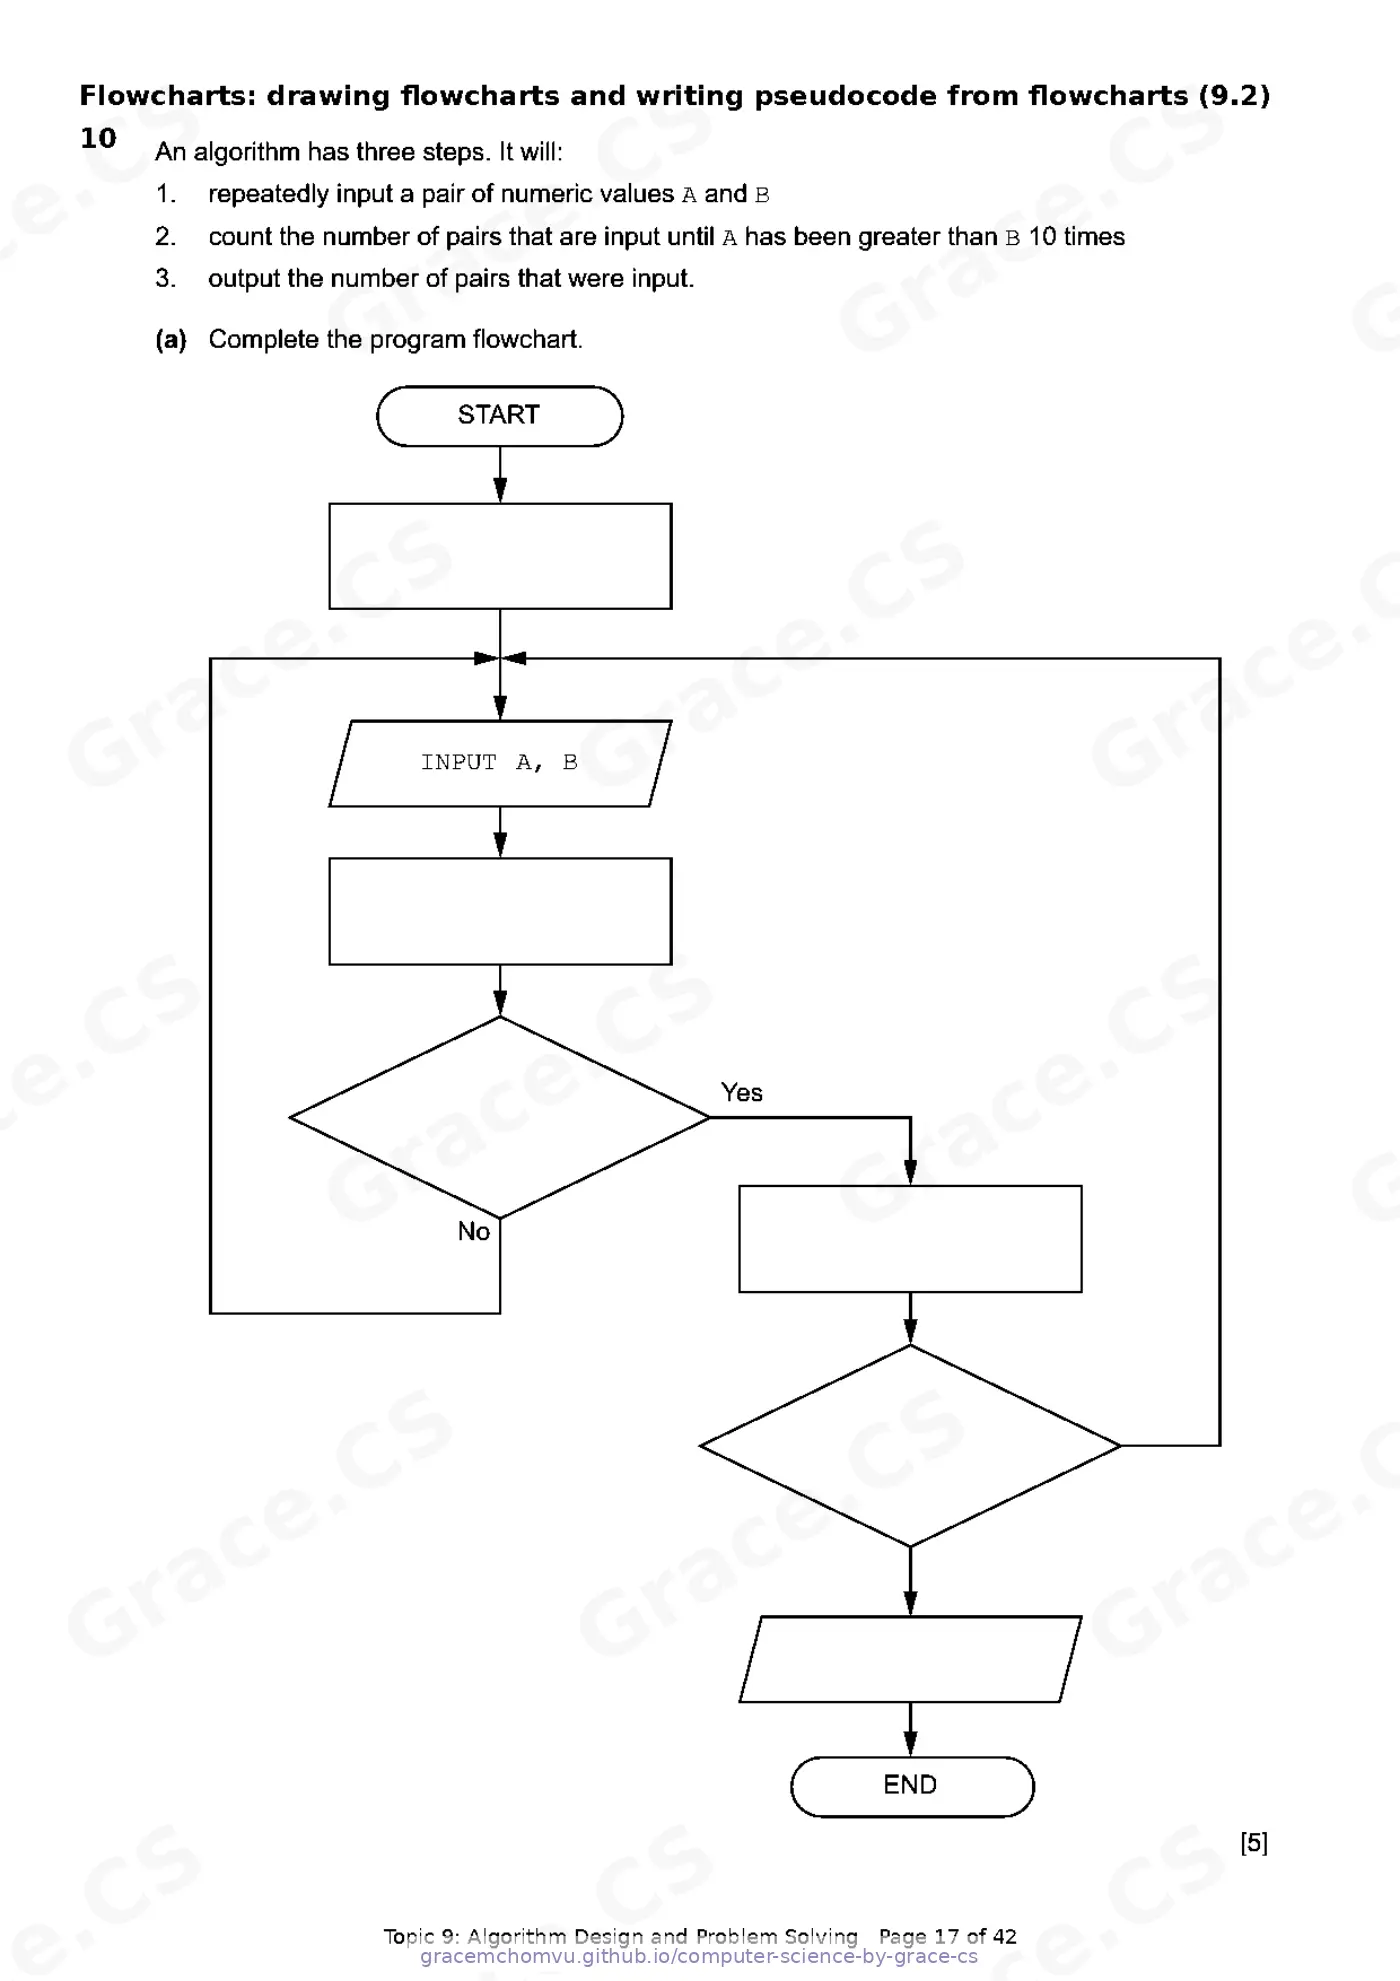 Flowcharts: drawing flowcharts and writing pseudocode from flowcharts (9.2)
10
An algorithm has three steps. It will:
1. repeatedly input a pair of numeric values A and B
2. count the number of pairs that are input until A has been greater than B 10 times
3. output the number of pairs that were input.
(a) Complete the program flowchart.
START
INPUT A, B
Yes
No
END
[5]
Topic 9: Algorithm Design and Problem Solving Page 17 of 42
gracemchomvu.github.io/computer-science-by-grace-cs
Grace.CS